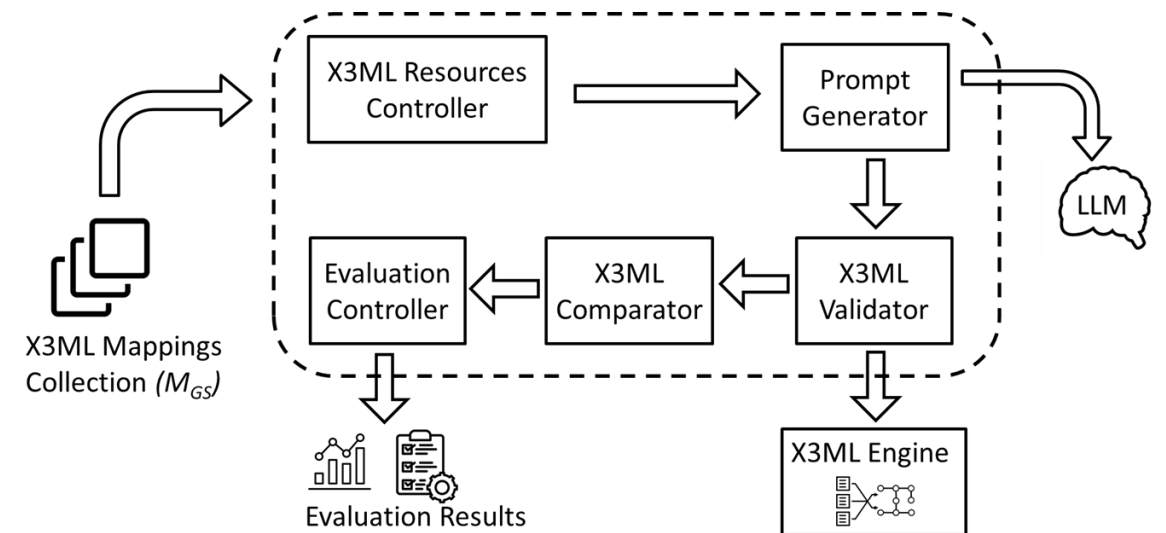 X3ML Resources
Controller
Prompt
Generator
LLM
Evaluation
Controller
X3ML
Comparator
X3ML
Validator
X3ML Mappings
Collection (M_GS)
X3ML Engine
Evaluation Results